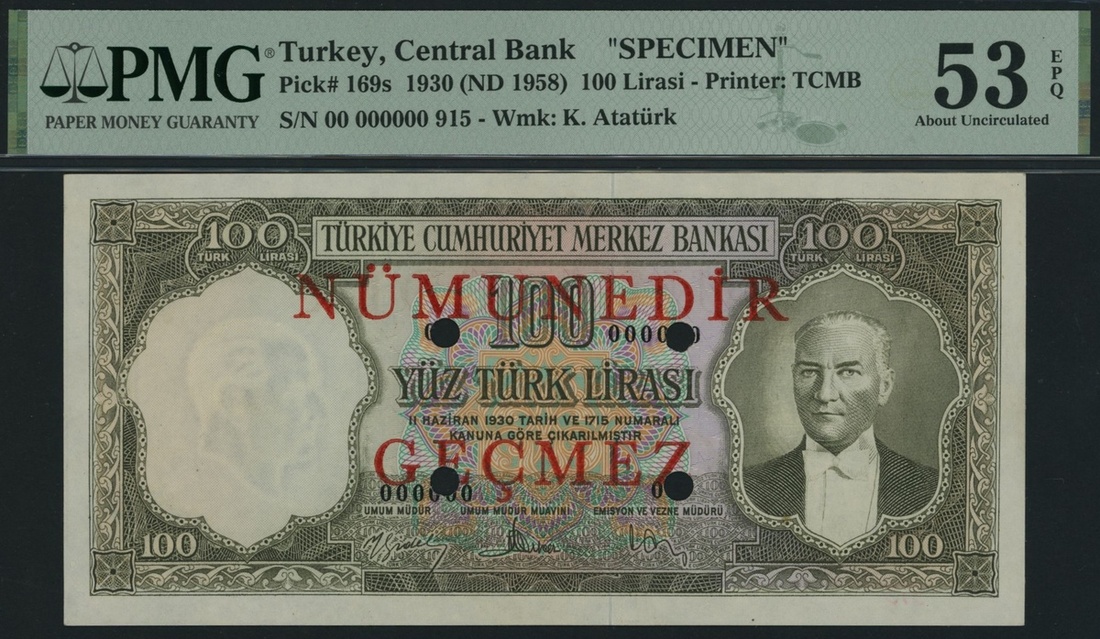 PMG® Turkey, Central Bank "SPECIMEN"
Pick# 169s 1930 (ND 1958) 100 Lirasi - Printer: TCMB
PAPER MONEY GUARANTY S/N 00 000000 915 - Wmk: K. Atatürk
53 EPQ
About Uncirculated
100 TÜRKİYE CUMHURİYET MERKEZ BANKASI 100
TÜRK LİRASI TÜRK LİRASI
NÜMUNEDİR
100
YÜZ TÜRK LİRASI
11 HAZİRAN 1930 TARİH VE 1715 NUMARALI
KANUNA GÖRE ÇIKARILMIŞTIR
GEÇMEZ
UMUM MÜDÜR UMUM MÜDÜR MUAVİNİ EMİSYON VE VEZNE MÜDÜRÜ
100 100